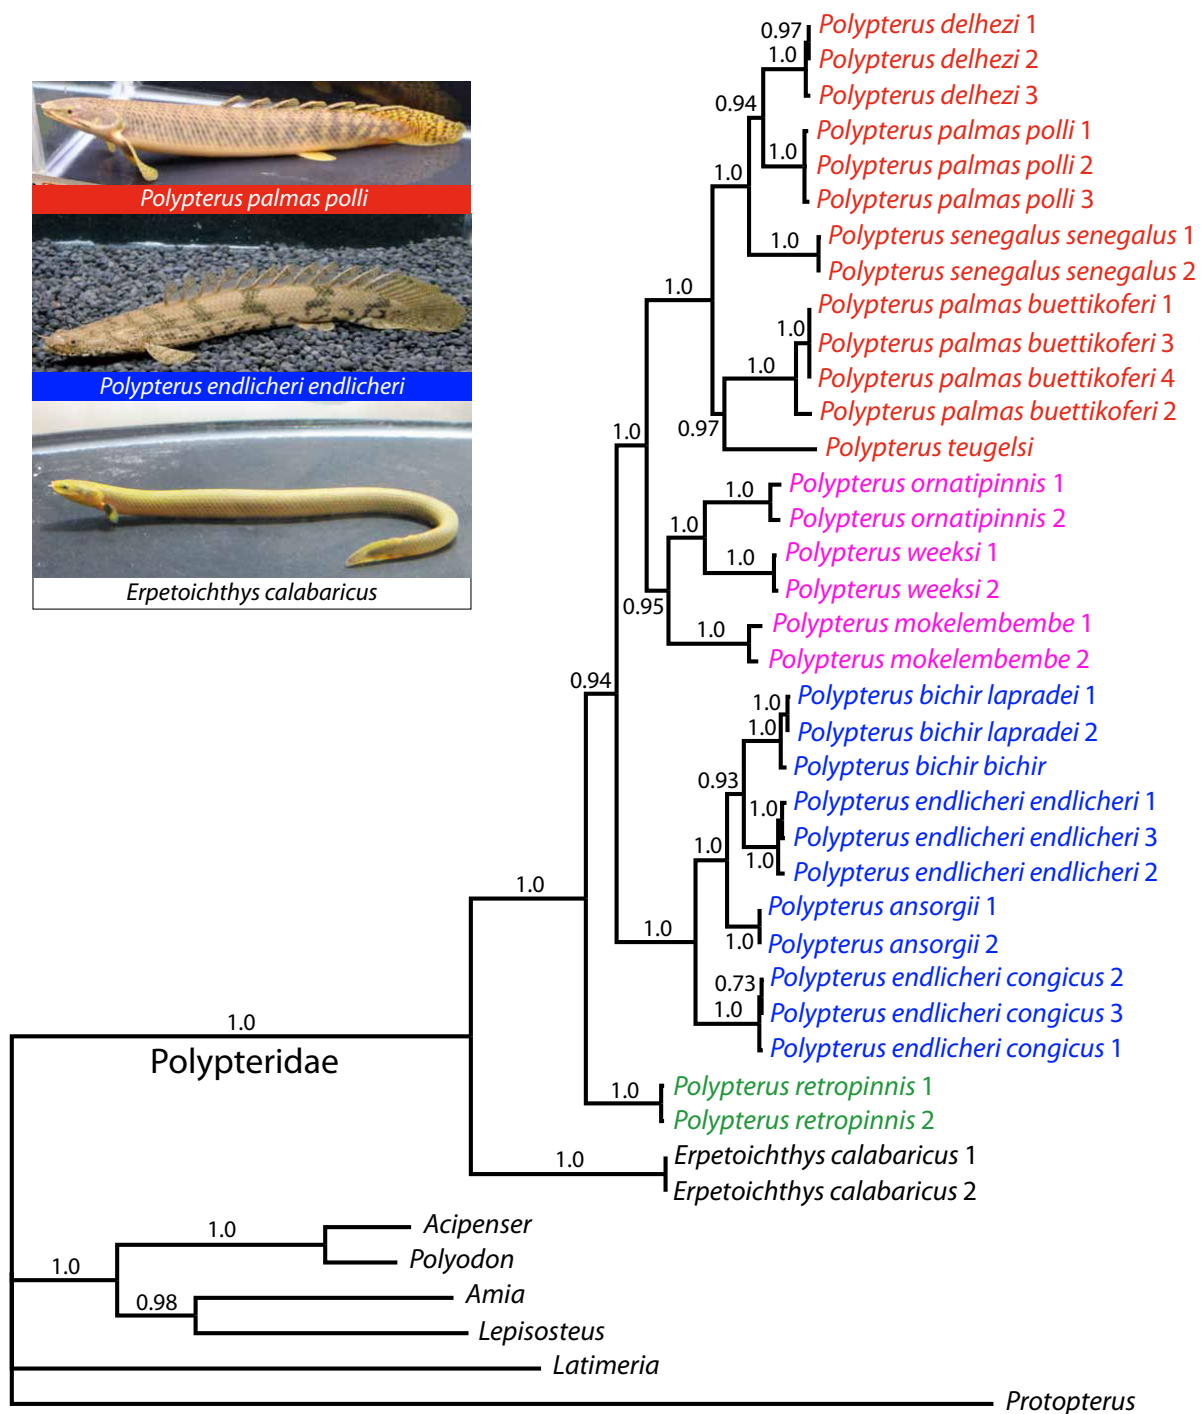 Polypterus palmas polli
Polypterus endlicheri endlicheri
Erpetoichthys calabaricus
0.97
Polypterus delhezi 1
1.0
Polypterus delhezi 2
Polypterus delhezi 3
0.94
Polypterus palmas polli 1
1.0
Polypterus palmas polli 2
1.0
Polypterus palmas polli 3
Polypterus senegalus senegalus 1
1.0
Polypterus senegalus senegalus 2
1.0
Polypterus palmas buettikoferi 1
1.0
Polypterus palmas buettikoferi 3
1.0
Polypterus palmas buettikoferi 4
Polypterus palmas buettikoferi 2
1.0
0.97
Polypterus teugelsi
Polypterus ornatipinnis 1
1.0
Polypterus ornatipinnis 2
1.0
Polypterus weeksi 1
1.0
Polypterus weeksi 2
0.95
Polypterus mokelembembe 1
1.0
Polypterus mokelembembe 2
0.94
Polypterus bichir lapradei 1
1.0
1.0
Polypterus bichir lapradei 2
Polypterus bichir bichir
0.93
Polypterus endlicheri endlicheri 1
1.0
Polypterus endlicheri endlicheri 3
1.0
1.0
Polypterus endlicheri endlicheri 2
1.0
Polypterus ansorgii 1
1.0
1.0
Polypterus ansorgii 2
Polypterus endlicheri congicus 2
0.73
1.0
Polypterus endlicheri congicus 3
1.0
Polypteridae
Polypterus endlicheri congicus 1
1.0
Polypterus retropinnis 1
Polypterus retropinnis 2
1.0
Erpetoichthys calabaricus 1
Erpetoichthys calabaricus 2
1.0
Acipenser
Polyodon
1.0
Amia
0.98
Lepisosteus
Latimeria
Protopterus